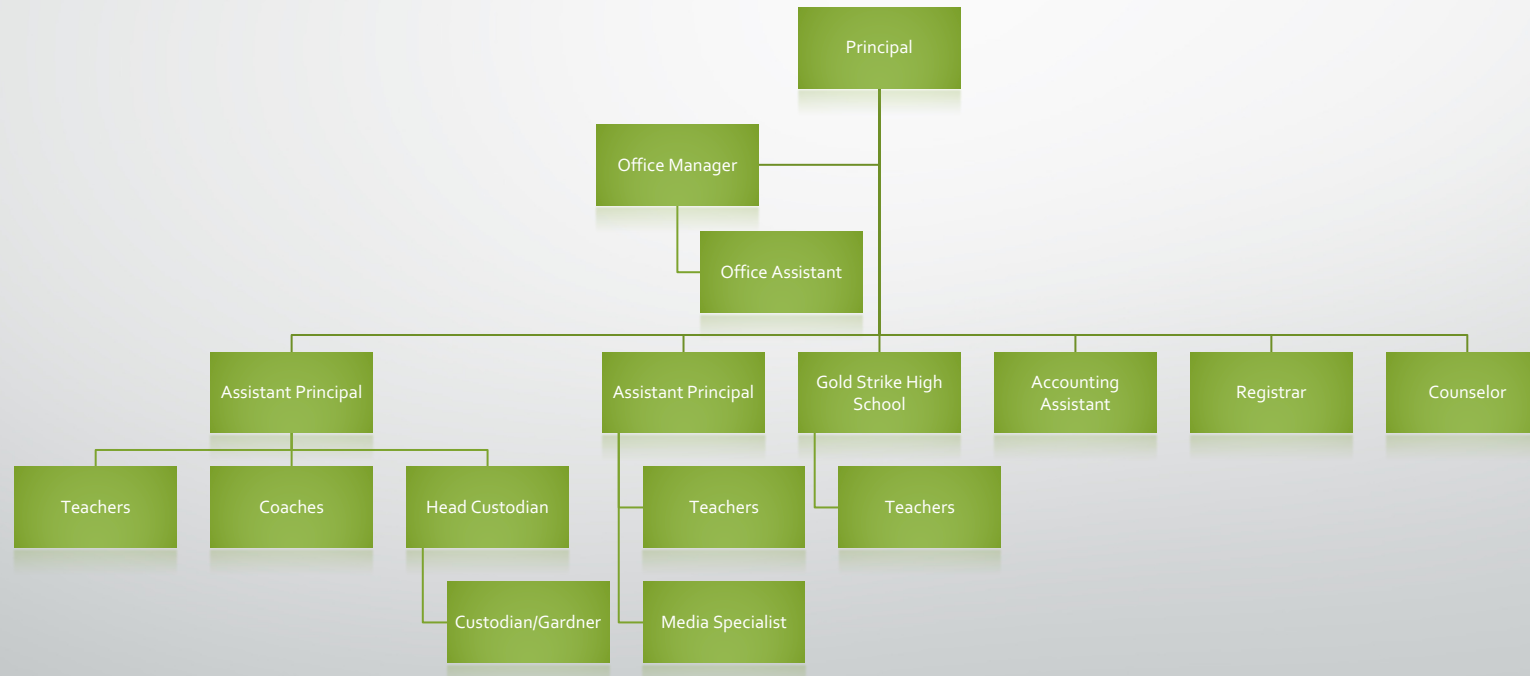 Principal
Office Manager
Office Assistant
Assistant Principal
Assistant Principal
Gold Strike High
School
Accounting
Assistant
Registrar
Counselor
Teachers
Coaches
Head Custodian
Teachers
Teachers
Custodian/Gardner
Media Specialist